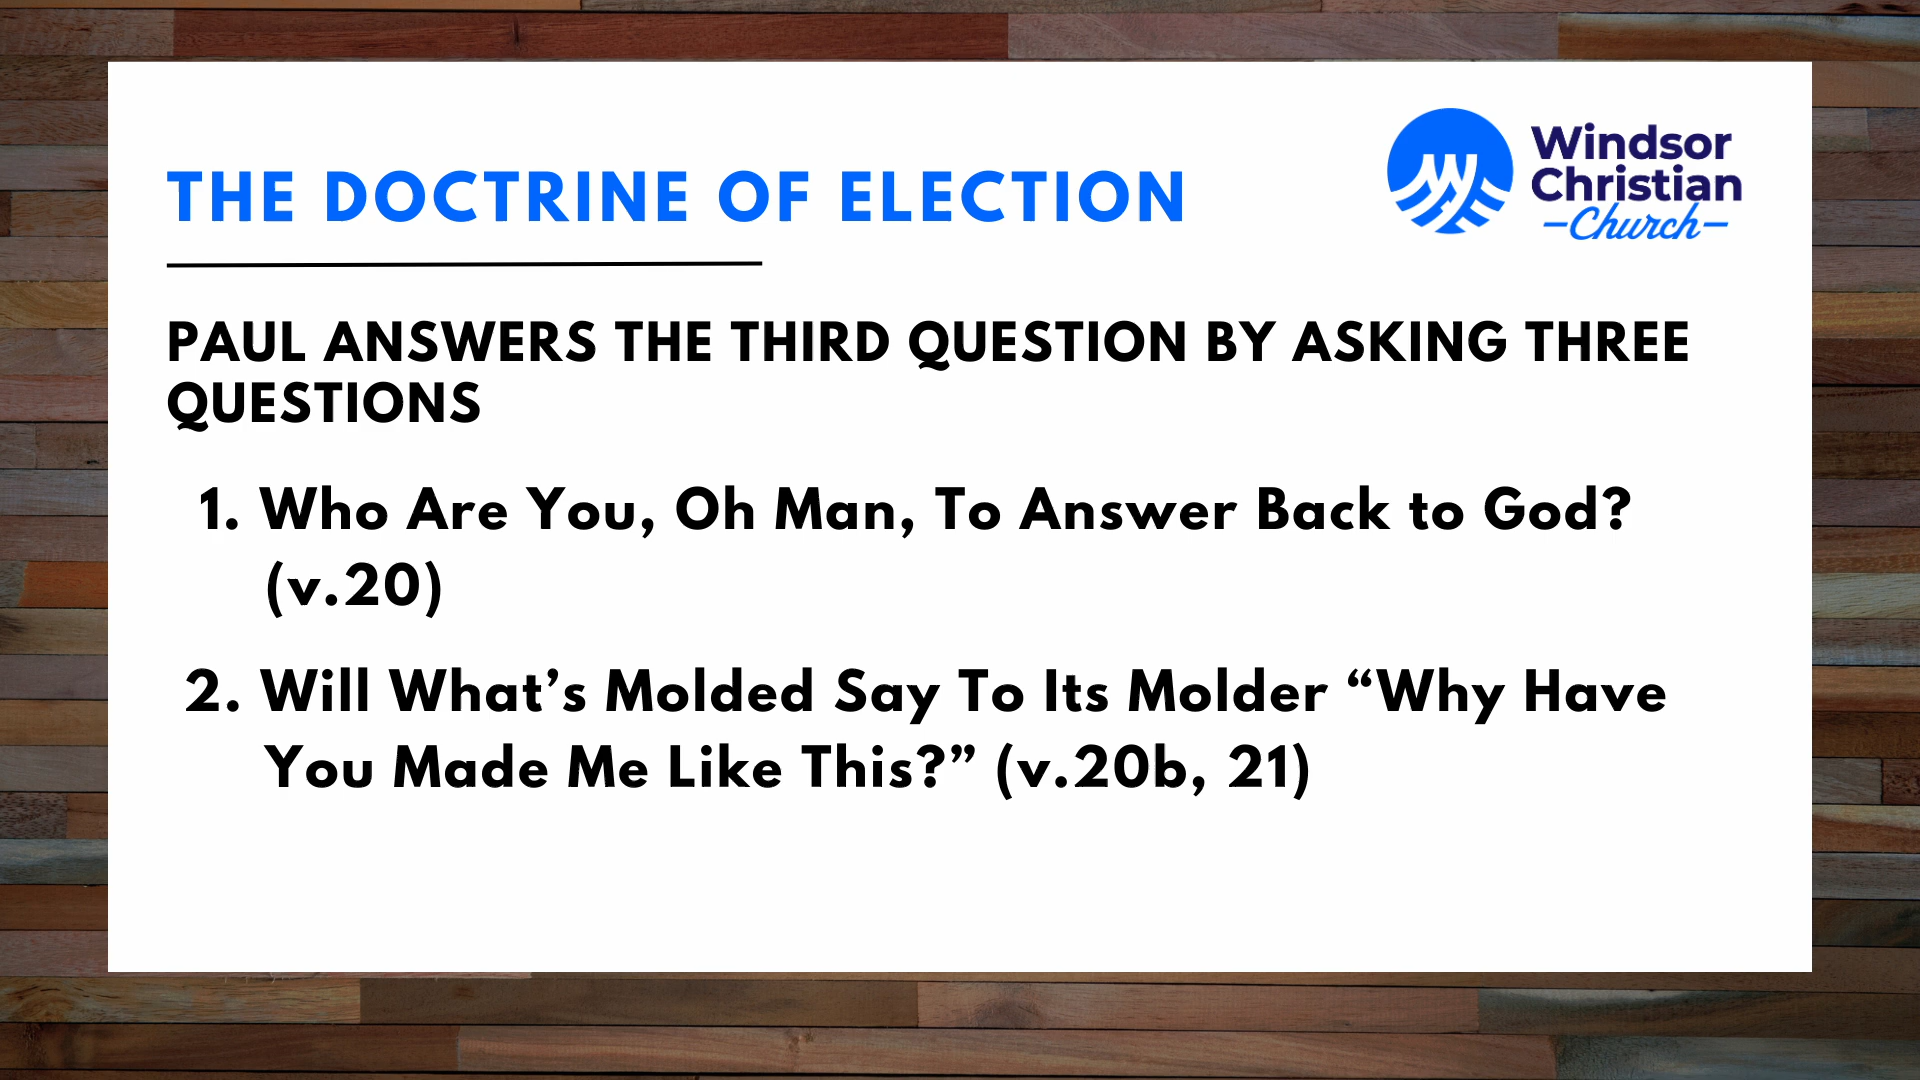 THE DOCTRINE OF ELECTION
Windsor
Christian
–Church–
PAUL ANSWERS THE THIRD QUESTION BY ASKING THREE
QUESTIONS
1. Who Are You, Oh Man, To Answer Back to God?
(v.20)
2. Will What’s Molded Say To Its Molder “Why Have
You Made Me Like This?” (v.20b, 21)